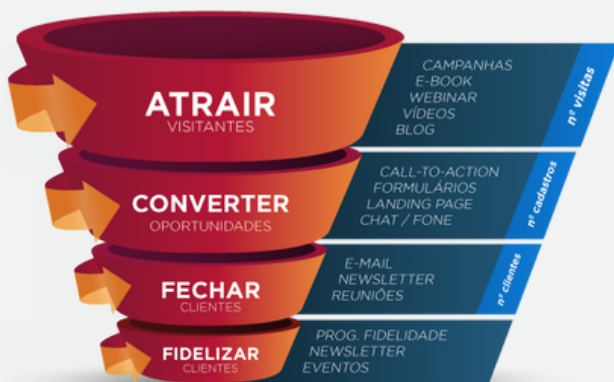 ATRAIR
VISITANTES
CAMPANHAS
E-BOOK
WEBINAR
VÍDEOS
BLOG
nº visitas
CONVERTER
OPORTUNIDADES
CALL-TO-ACTION
FORMULÁRIOS
LANDING PAGE
CHAT / FONE
nº cadastros
FECHAR
CLIENTES
E-MAIL
NEWSLETTER
REUNIÕES
nº clientes
FIDELIZAR
CLIENTES
PROG. FIDELIDADE
NEWSLETTER
EVENTOS